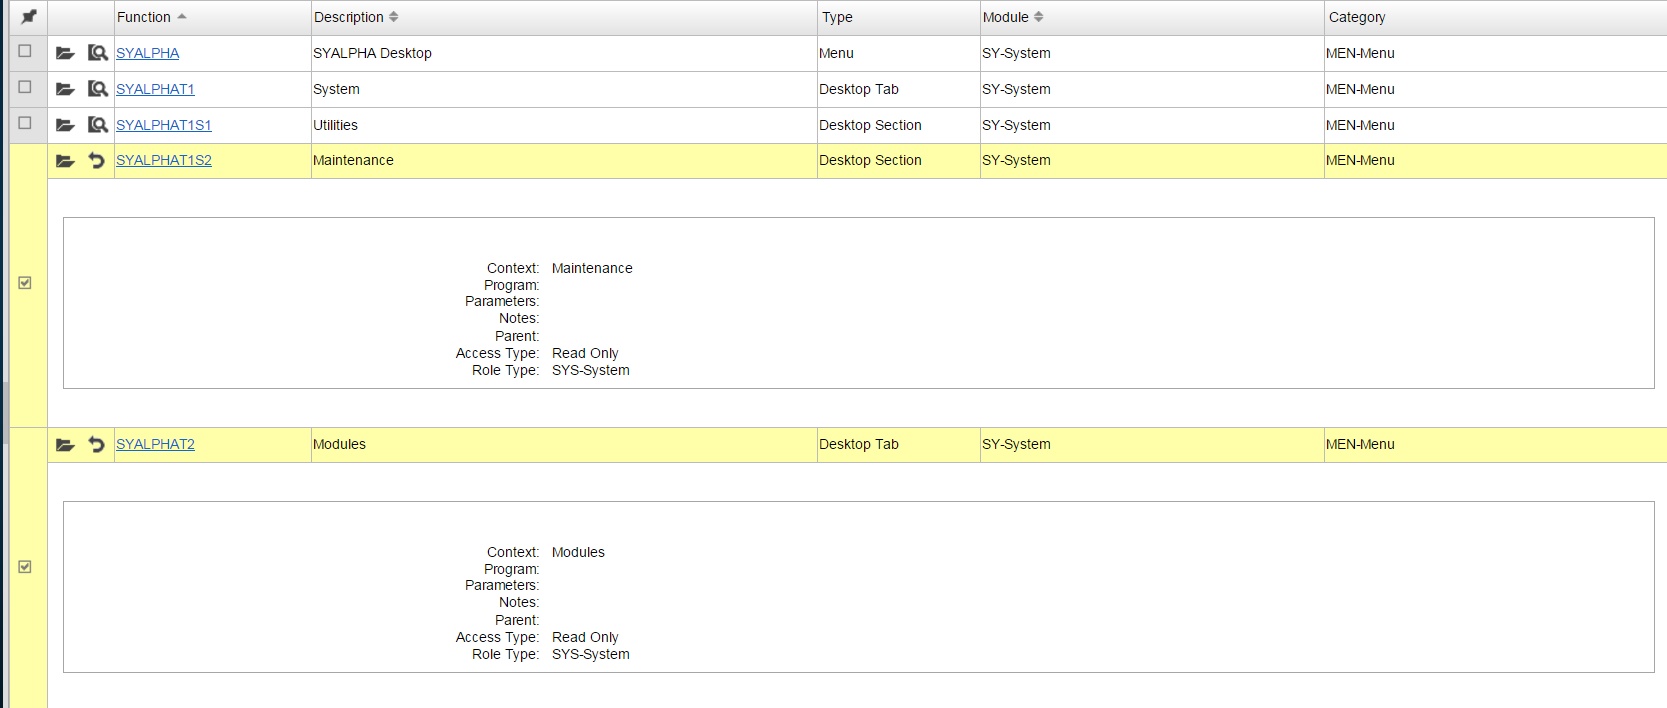 Function Description Type Module Category
SYALPHA SYALPHA Desktop Menu SY-System MEN-Menu
SYALPHAT1 System Desktop Tab SY-System MEN-Menu
SYALPHAT1S1 Utilities Desktop Section SY-System MEN-Menu
SYALPHAT1S2 Maintenance Desktop Section SY-System MEN-Menu
Context: Maintenance
Program:
Parameters:
Notes:
Parent:
Access Type: Read Only
Role Type: SYS-System
SYALPHAT2 Modules Desktop Tab SY-System MEN-Menu
Context: Modules
Program:
Parameters:
Notes:
Parent:
Access Type: Read Only
Role Type: SYS-System